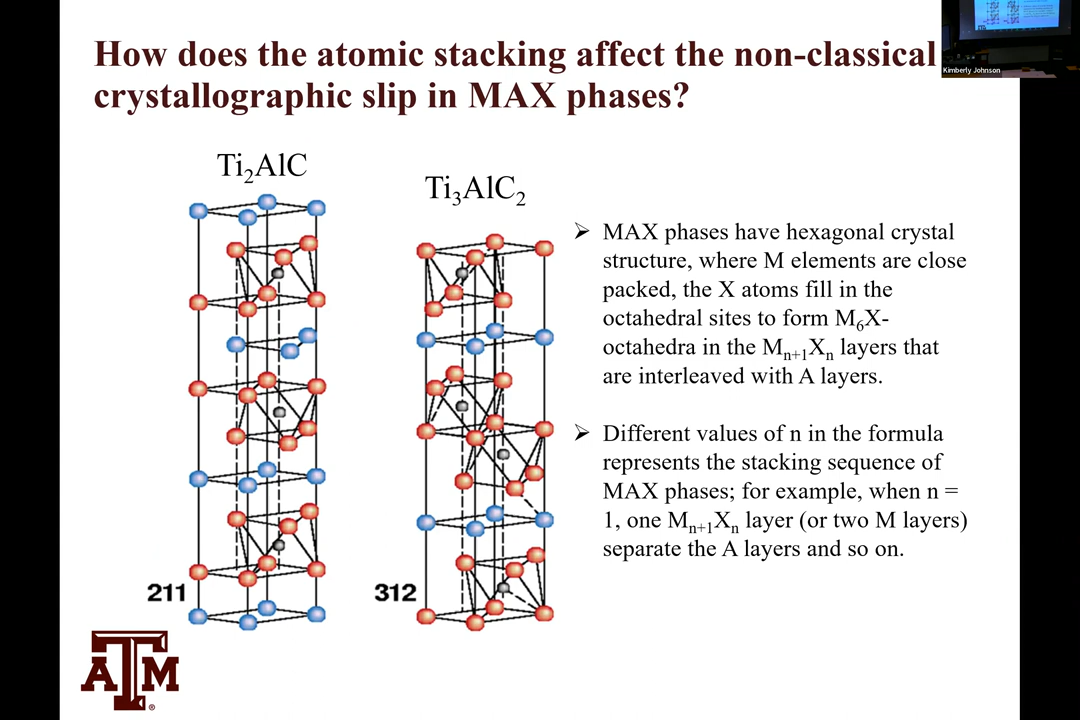 How does the atomic stacking affect the non-classical
crystallographic slip in MAX phases?
Kimberly Johnson
Ti₂AlC
Ti₃AlC₂
➢ MAX phases have hexagonal crystal
structure, where M elements are close
packed, the X atoms fill in the
octahedral sites to form M₆X-
octahedra in the Mₙ₊₁Xₙ layers that
are interleaved with A layers.
➢ Different values of n in the formula
represents the stacking sequence of
MAX phases; for example, when n =
1, one Mₙ₊₁Xₙ layer (or two M layers)
separate the A layers and so on.
211
312
ATM
®